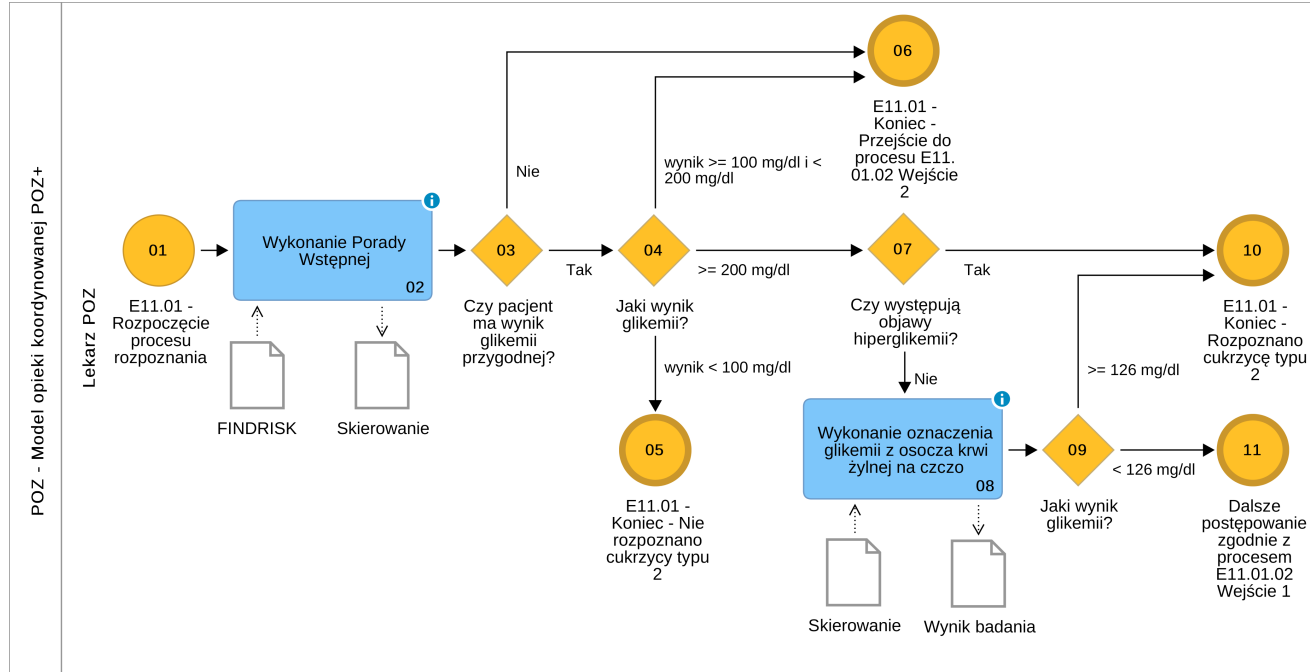 POZ - Model opieki koordynowanej POZ+
Lekarz POZ
01
E11.01 -
Rozpoczęcie
procesu
rozpoznania
Wykonanie Porady
Wstępnej
02
FINDRISK
Skierowanie
03
Czy pacjent
ma wynik
glikemii
przygodnej?
Nie
Tak
04
Jaki wynik
glikemii?
wynik >= 100 mg/dl i <
200 mg/dl
>= 200 mg/dl
wynik < 100 mg/dl
05
E11.01 -
Koniec - Nie
rozpoznano
cukrzycy typu
2
06
E11.01 -
Koniec -
Przejście do
procesu E11.
01.02 Wejście
2
07
Czy występują
objawy
hiperglikemii?
Tak
Nie
Wykonanie oznaczenia
glikemii z osocza krwi
żylnej na czczo
08
Skierowanie
Wynik badania
09
Jaki wynik
glikemii?
>= 126 mg/dl
< 126 mg/dl
10
E11.01 -
Koniec -
Rozpoznano
cukrzycę typu
2
11
Dalsze
postępowanie
zgodnie z
procesem
E11.01.02
Wejście 1